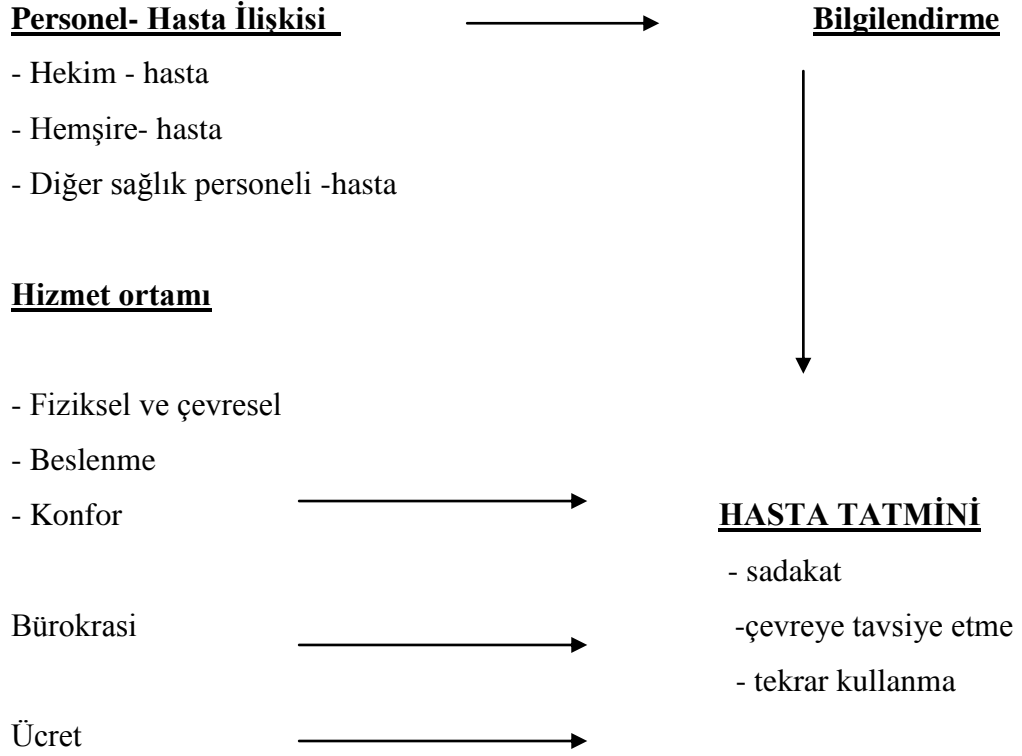 Personel- Hasta İlişkisi
Bilgilendirme
- Hekim - hasta
- Hemşire- hasta
- Diğer sağlık personeli -hasta
Hizmet ortamı
- Fiziksel ve çevresel
- Beslenme
- Konfor
HASTA TATMİNİ
- sadakat
Bürokrasi
-çevreye tavsiye etme
- tekrar kullanma
Ücret